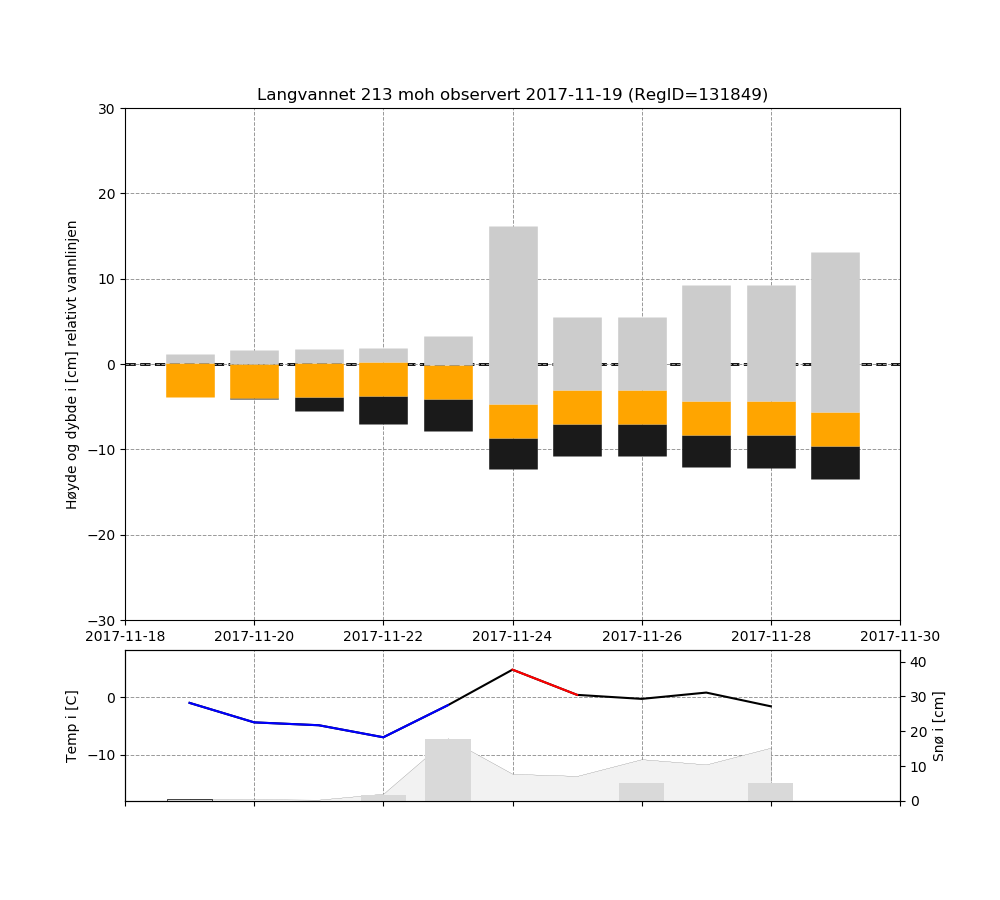 Langvannet 213 moh observert 2017-11-19 (RegID=131849)
Høyde og dybde i [cm] relativt vannlinjen
30
20
10
0
−10
−20
−30
2017-11-18 2017-11-20 2017-11-22 2017-11-24 2017-11-26 2017-11-28 2017-11-30
Temp i [C]
0
−10
40
30
20
10
0
Snø i [cm]